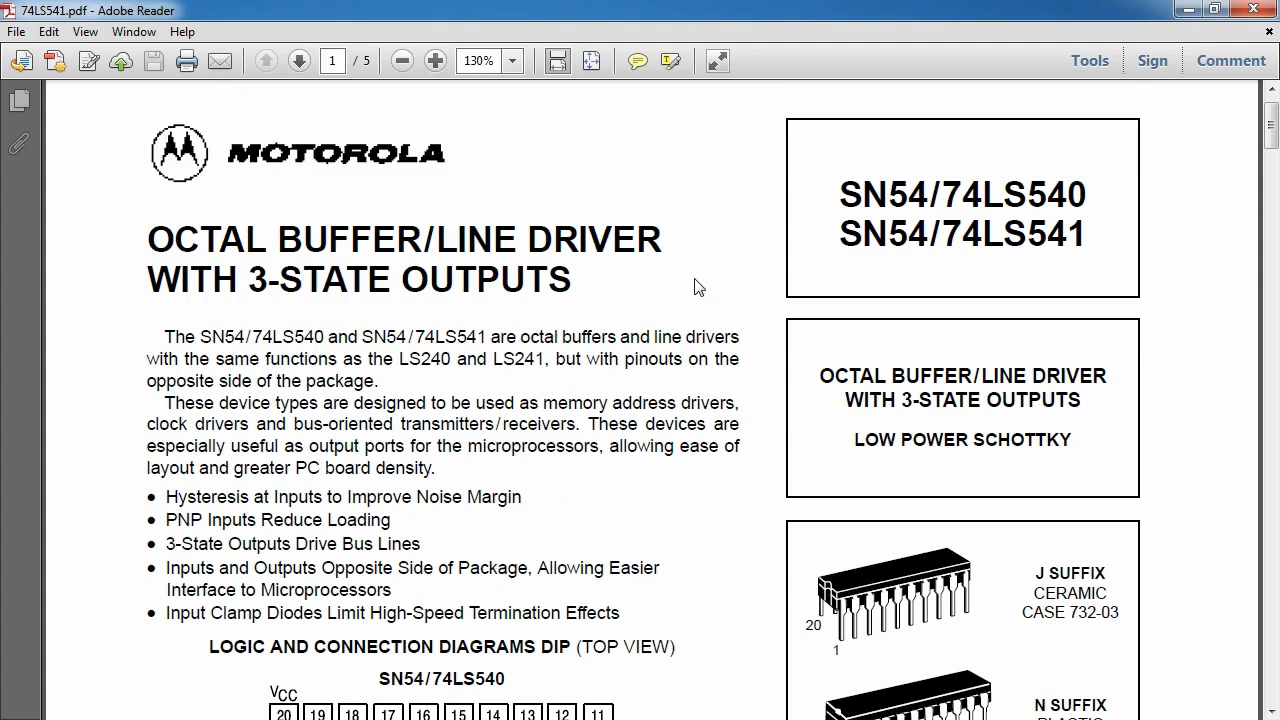 74LS541.pdf - Adobe Reader
File Edit View Window Help
1 / 5 130% Tools Sign Comment
MOTOROLA
OCTAL BUFFER/LINE DRIVER
WITH 3-STATE OUTPUTS
The SN54/74LS540 and SN54/74LS541 are octal buffers and line drivers
with the same functions as the LS240 and LS241, but with pinouts on the
opposite side of the package.
These device types are designed to be used as memory address drivers,
clock drivers and bus-oriented transmitters/receivers. These devices are
especially useful as output ports for the microprocessors, allowing ease of
layout and greater PC board density.
• Hysteresis at Inputs to Improve Noise Margin
• PNP Inputs Reduce Loading
• 3-State Outputs Drive Bus Lines
• Inputs and Outputs Opposite Side of Package, Allowing Easier
Interface to Microprocessors
• Input Clamp Diodes Limit High-Speed Termination Effects
LOGIC AND CONNECTION DIAGRAMS DIP (TOP VIEW)
SN54/74LS540
VCC
20 19 18 17 16 15 14 13 12 11
SN54/74LS540
SN54/74LS541
OCTAL BUFFER/LINE DRIVER
WITH 3-STATE OUTPUTS
LOW POWER SCHOTTKY
J SUFFIX
CERAMIC
CASE 732-03
20
1
N SUFFIX
PLASTIC